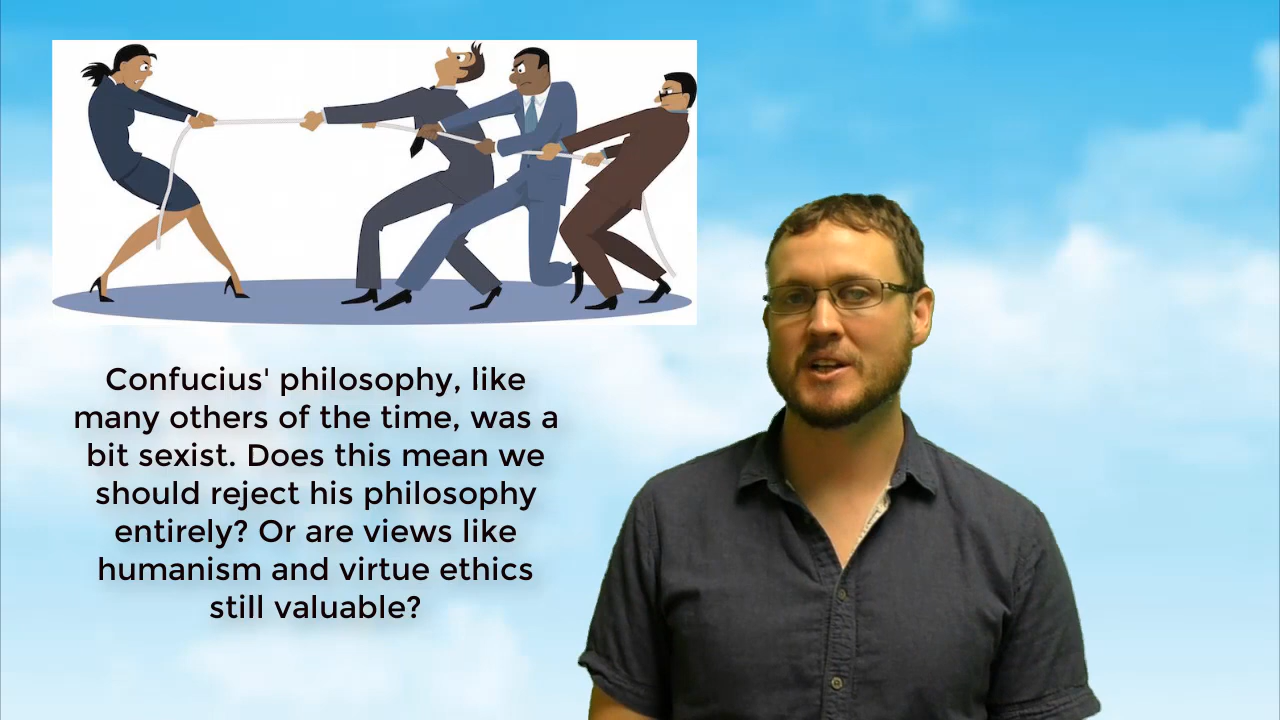 Confucius' philosophy, like
many others of the time, was a
bit sexist. Does this mean we
should reject his philosophy
entirely? Or are views like
humanism and virtue ethics
still valuable?